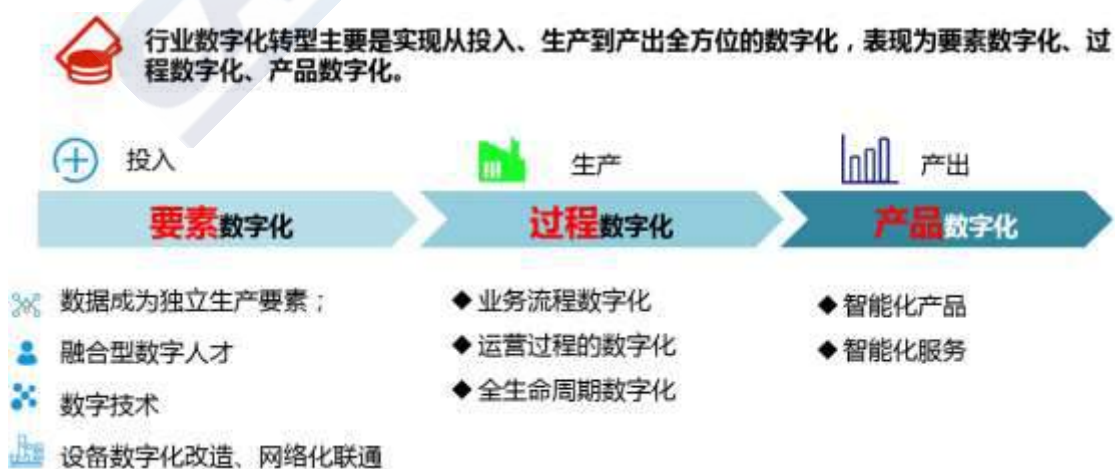 行业数字化转型主要是实现从投入、生产到产出全方位的数字化，表现为要素数字化、过
程数字化、产品数字化。
投入
生产
产出
要素数字化
过程数字化
产品数字化
数据成为独立生产要素；
融合型数字人才
数字技术
设备数字化改造、网络化联通
◆业务流程数字化
◆运营过程的数字化
◆全生命周期数字化
◆智能化产品
◆智能化服务